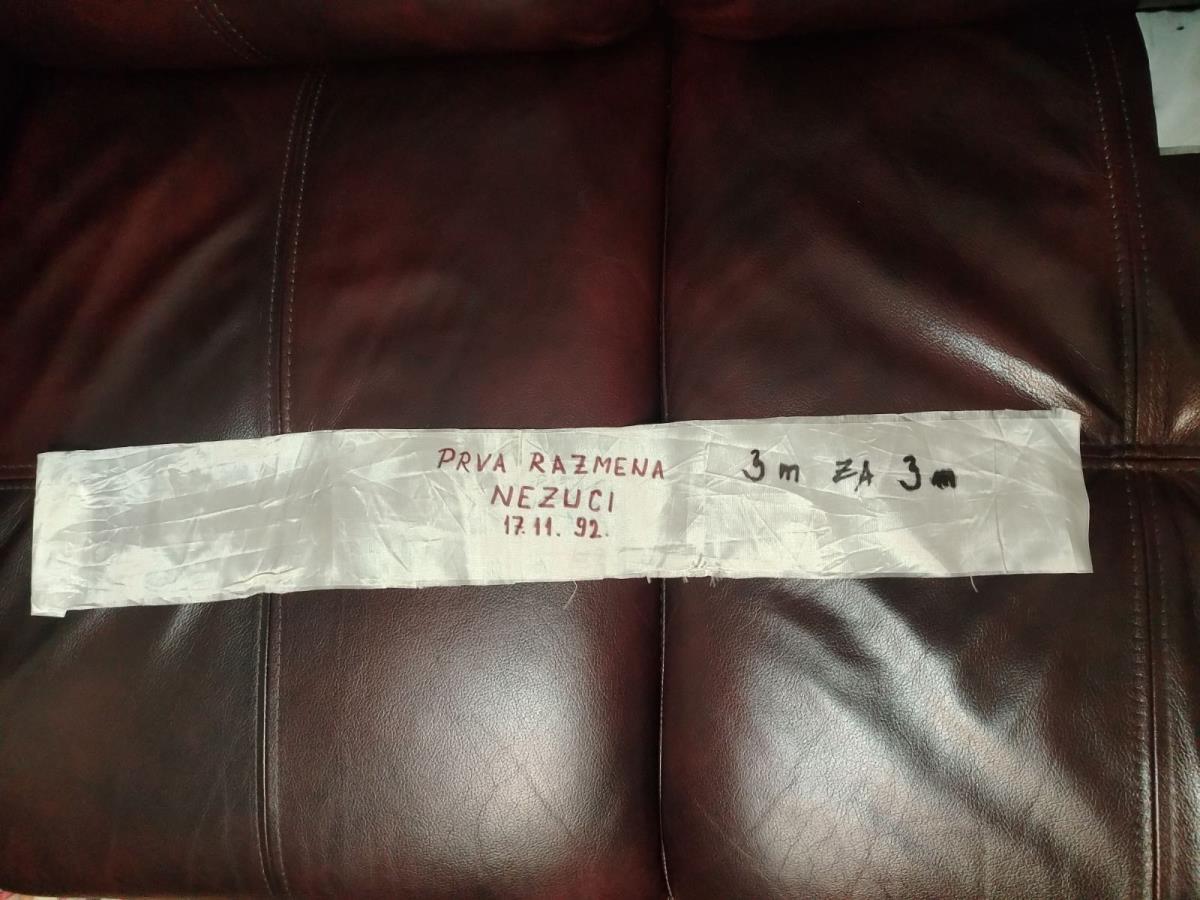 PRVA RAZMENA
NEZUCI
17.11.92.
3m ZA 3m